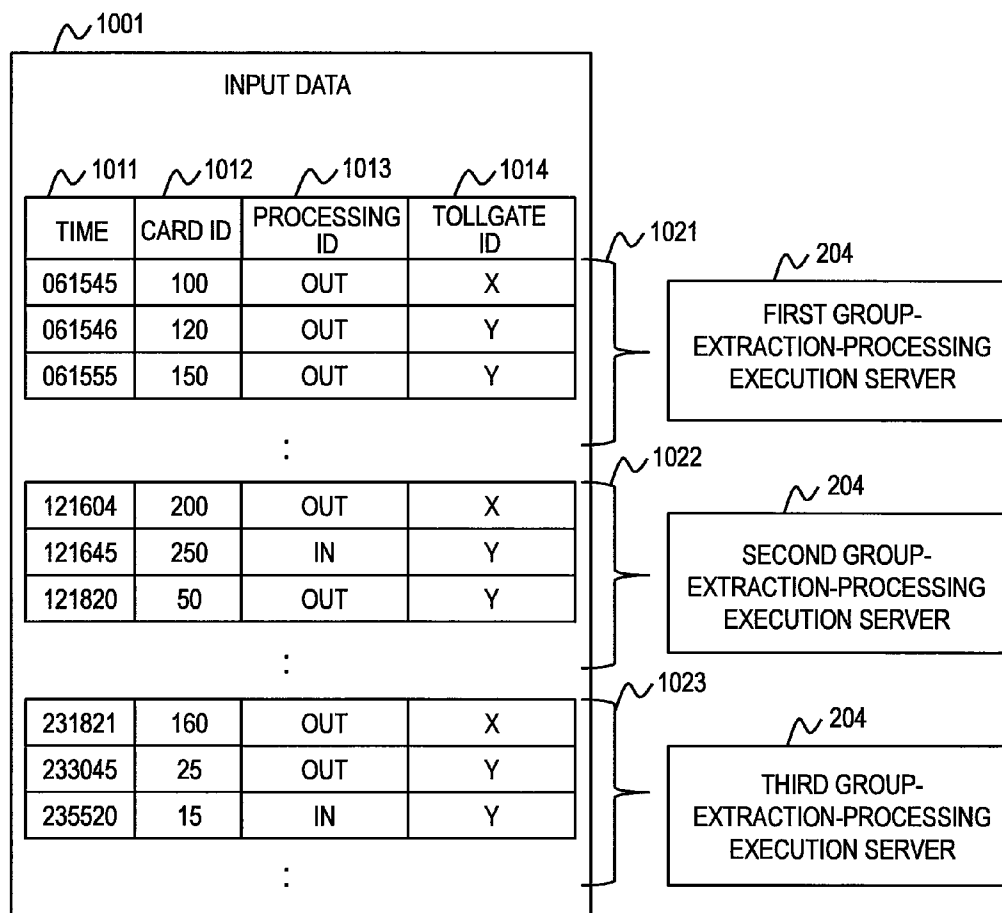 1001
INPUT DATA
1011 1012 1013 1014
TIME CARD ID PROCESSING ID TOLLGATE ID
061545 100 OUT X
061546 120 OUT Y
061555 150 OUT Y
:
1021
204
FIRST GROUP-
EXTRACTION-PROCESSING
EXECUTION SERVER
121604 200 OUT X
121645 250 IN Y
121820 50 OUT Y
:
1022
204
SECOND GROUP-
EXTRACTION-PROCESSING
EXECUTION SERVER
231821 160 OUT X
233045 25 OUT Y
235520 15 IN Y
:
1023
204
THIRD GROUP-
EXTRACTION-PROCESSING
EXECUTION SERVER